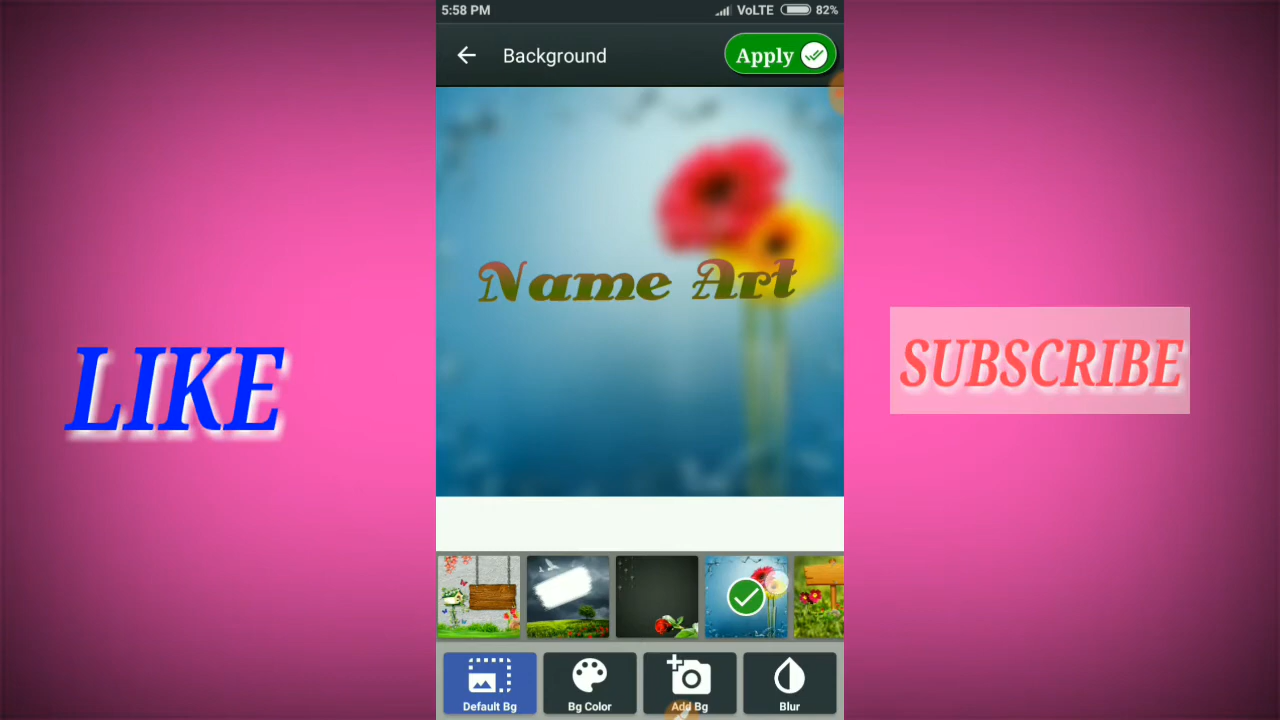 5:58 PM VoLTE 82%
Background
Apply
Name Art
LIKE
SUBSCRIBE
Default Bg
Bg Color
Add Bg
Blur